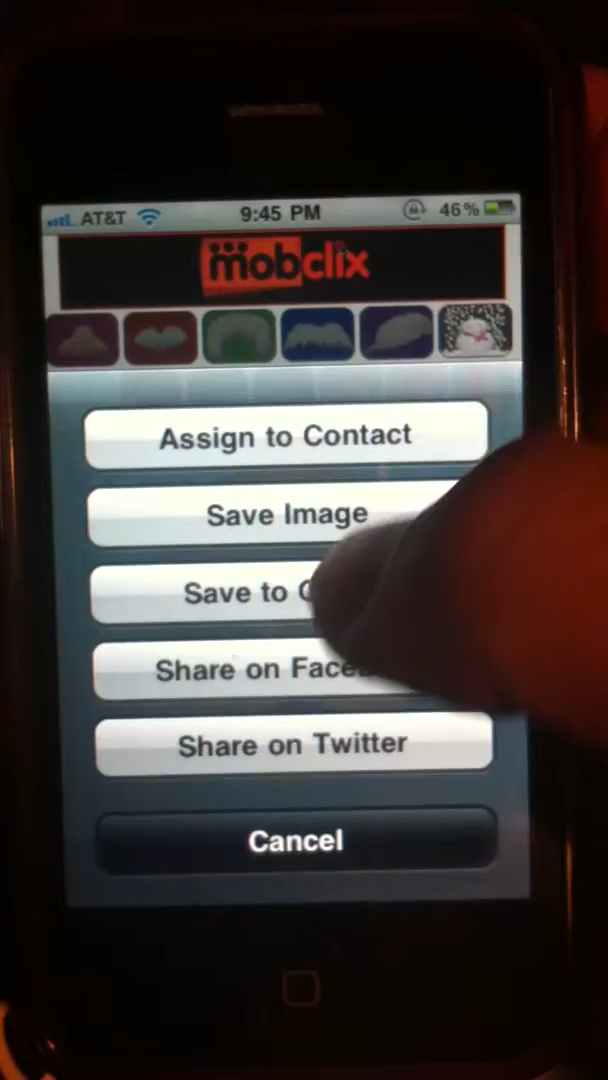 AT&T 9:45 PM 46%
mobclix
Assign to Contact
Save Image
Save to
Share on
Share on Twitter
Cancel